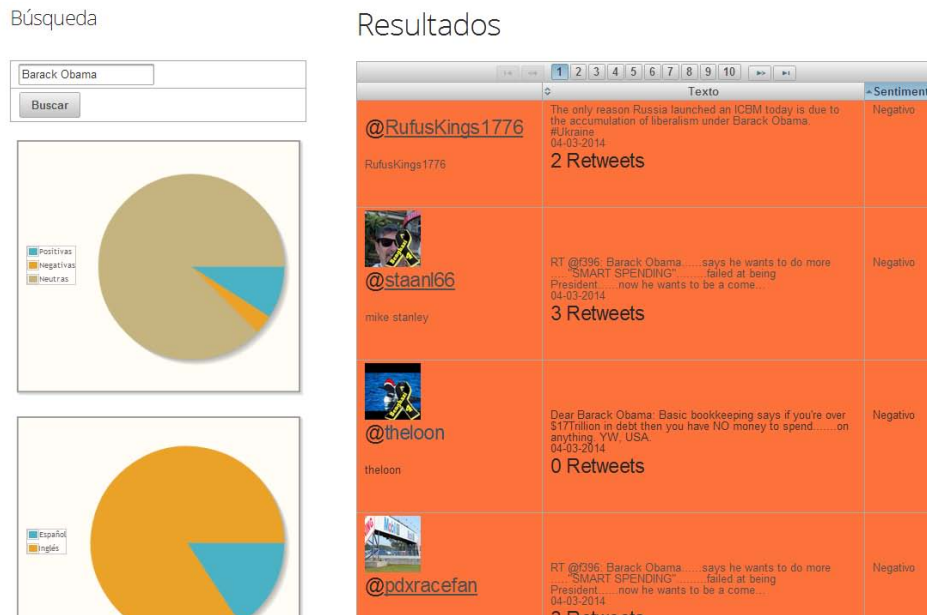 Búsqueda
Barack Obama
Buscar
Positivas
Negativas
Neutras
Español
Inglés
Resultados
1 2 3 4 5 6 7 8 9 10
Texto
Sentiment
@RufusKings1776
RufusKings1776
The only reason Russia launched an ICBM today is due to
the accumulation of liberalism under Barack Obama.
#Ukraine
04-03-2014
2 Retweets
Negativo
@staanl66
mike stanley
RT @f396: Barack Obama......says he wants to do more
....."SMART SPENDING".........failed at being
President......now he wants to be a come...
04-03-2014
3 Retweets
Negativo
@theloon
theloon
Dear Barack Obama: Basic bookkeeping says if you're over
$17Trillion in debt then you have NO money to spend.......on
anything. YW, USA.
04-03-2014
0 Retweets
Negativo
@pdxracefan
RT @f396: Barack Obama......says he wants to do more
....."SMART SPENDING".........failed at being
President......now he wants to be a come...
04-03-2014
3 Retweets
Negativo